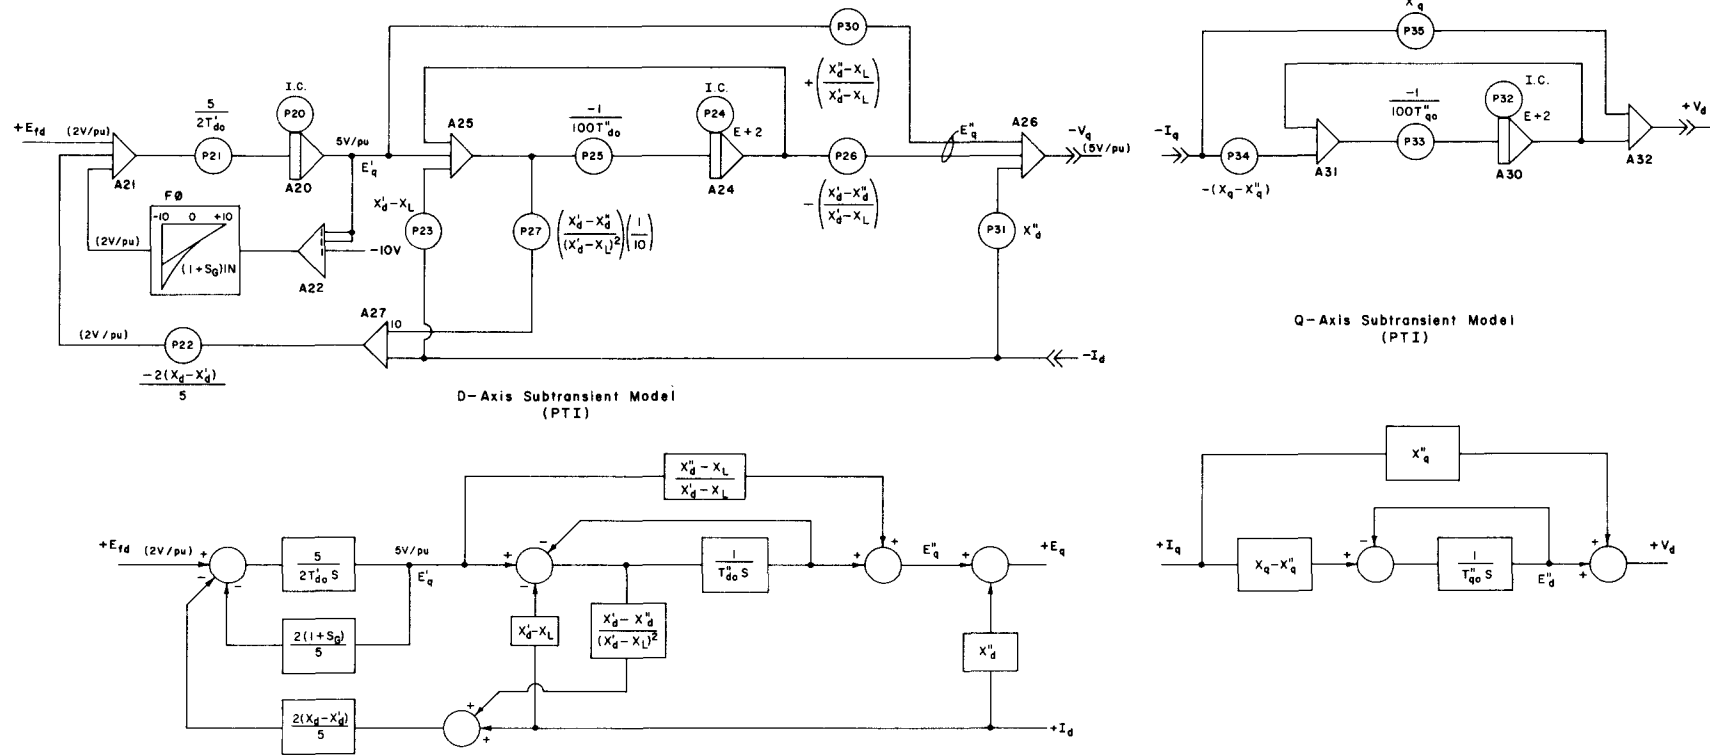 P30
+(X"d-XL / X'd-XL)
I.C.
P20
5 / 2T'do
+Efd (2V/pu)
P21
A21
A20
5V/pu
E'q
A25
-1 / 100T"do
P25
I.C.
P24
E+2
A24
P26
-(X'd-X"d / X'd-XL)
E"q
A26
-Vq
(5V/pu)
FØ
-10 0 +10
(1+SG)IN
(2V/pu)
-10V
A22
X'd-XL
P23
P27
(X'd-X"d / (X'd-XL)²)(1/10)
P31
X"d
A27
10
(2V/pu)
P22
-2(Xd-X'd) / 5
-Id
D-Axis Subtransient Model
(PTI)
P35
I.C.
P32
-1 / 100T"qo
E+2
+Vd
-Iq
P34
-(Xq-X"q)
A31
P33
A30
A32
Q-Axis Subtransient Model
(PTI)
X"d-XL / X'd-XL
+Efd (2V/pu)
+
-
-
5 / 2T'do S
5V/pu
E'q
+
-
-
1 / T"do S
+
+
E"q
+
+Eq
2(1+SG) / 5
X'd-XL
X'd-X"d / (X'd-XL)²
X"d
2(Xd-X'd) / 5
+
+
+Id
X"q
+Iq
Xq-X"q
+
-
1 / T"qo S
E"d
+
+
+Vd